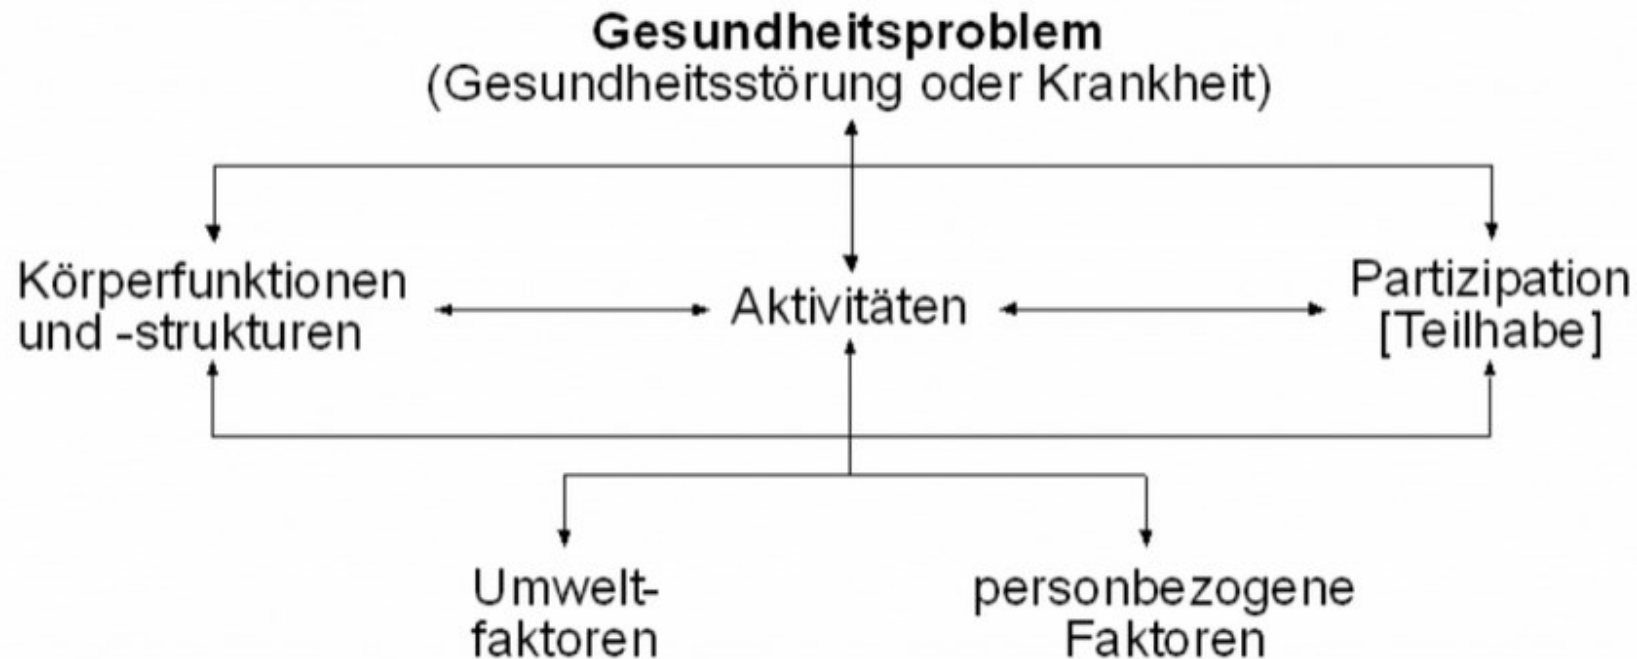 Gesundheitsproblem
(Gesundheitsstörung oder Krankheit)
Körperfunktionen
und -strukturen
Aktivitäten
Partizipation
[Teilhabe]
Umwelt-
faktoren
personbezogene
Faktoren